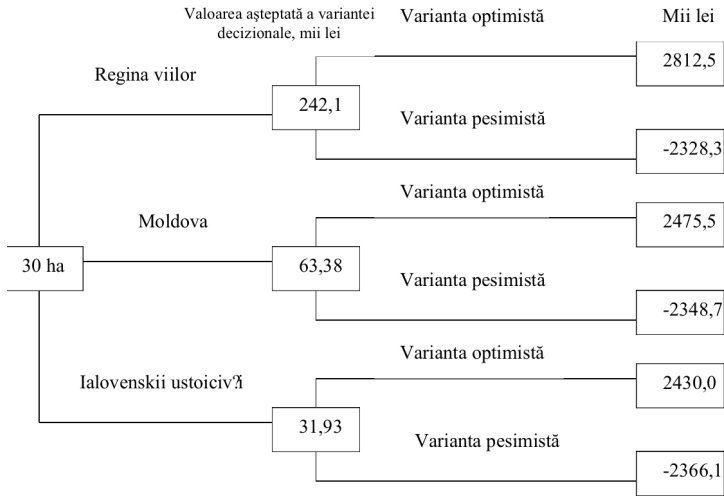 Valoarea așteptată a variantei
decizionale, mii lei
Varianta optimistă
Mii lei
2812,5
Regina viilor
242,1
Varianta pesimistă
-2328,3
Varianta optimistă
2475,5
Moldova
30 ha
63,38
Varianta pesimistă
-2348,7
Varianta optimistă
2430,0
Ialovenskii ustoiciv?i
31,93
Varianta pesimistă
-2366,1